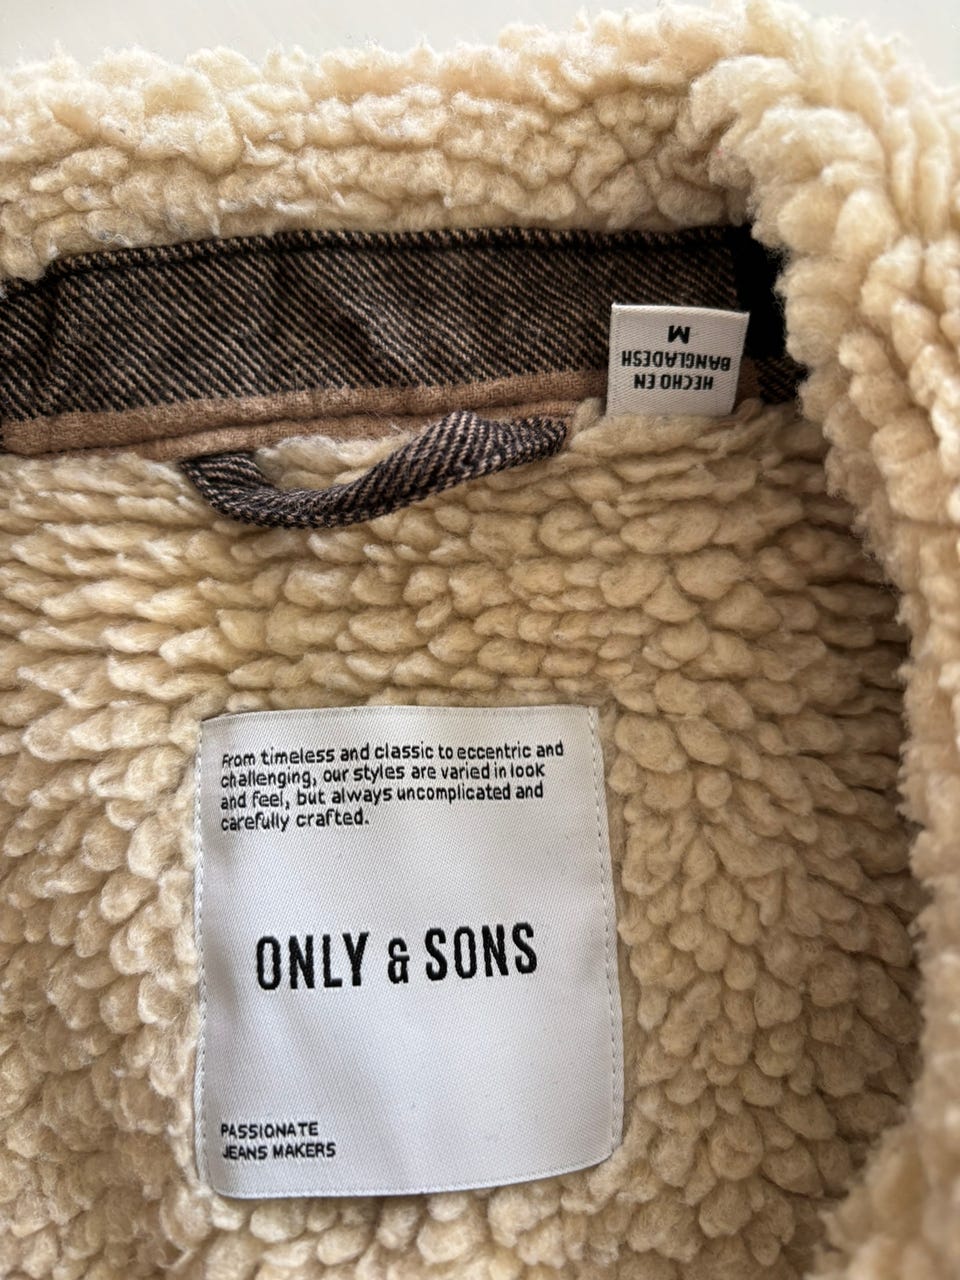 HECHO EN
BANGLADESH
M
From timeless and classic to eccentric and
challenging, our styles are varied in look
and feel, but always uncomplicated and
carefully crafted.
ONLY & SONS
PASSIONATE
JEANS MAKERS